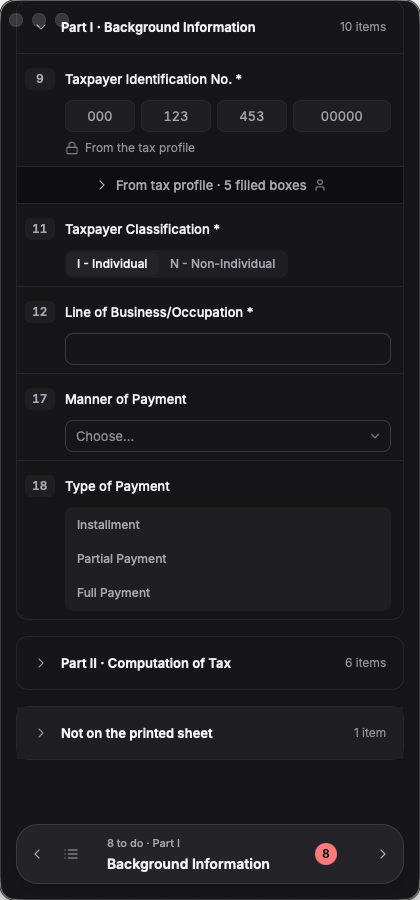 Part I · Background Information
10 items
9
Taxpayer Identification No. *
000
123
453
00000
From the tax profile
From tax profile · 5 filled boxes
11
Taxpayer Classification *
I - Individual
N - Non-Individual
12
Line of Business/Occupation *
17
Manner of Payment
Choose...
18
Type of Payment
Installment
Partial Payment
Full Payment
Part II · Computation of Tax
6 items
Not on the printed sheet
1 item
8 to do · Part I
Background Information
8